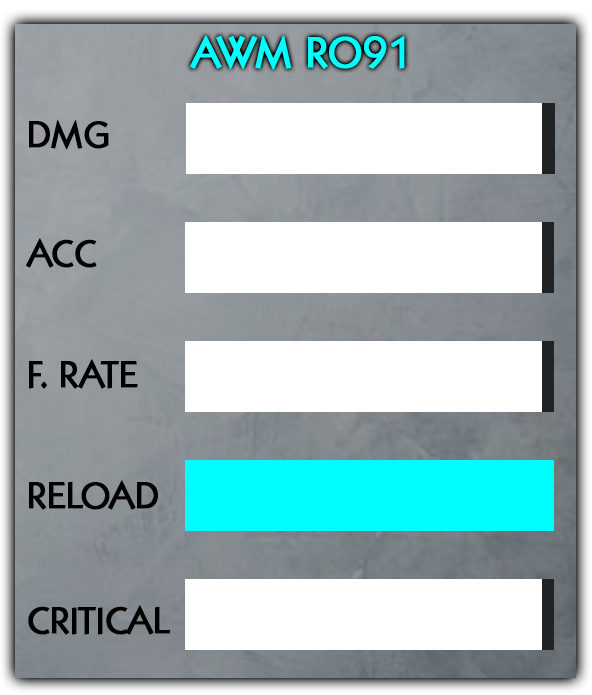 AWM RO91
DMG
ACC
F. RATE
RELOAD
CRITICAL